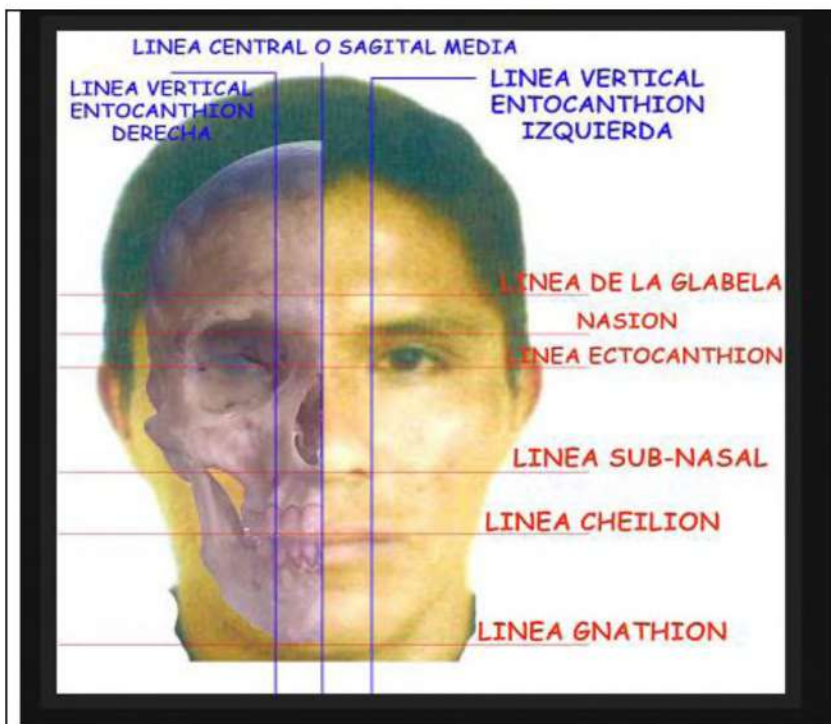 LINEA CENTRAL O SAGITAL MEDIA
LINEA VERTICAL
ENTOCANTHION
DERECHA
LINEA VERTICAL
ENTOCANTHION
IZQUIERDA
LINEA DE LA GLABELA
NASION
LINEA ECTOCANTHION
LINEA SUB-NASAL
LINEA CHEILION
LINEA GNATHION